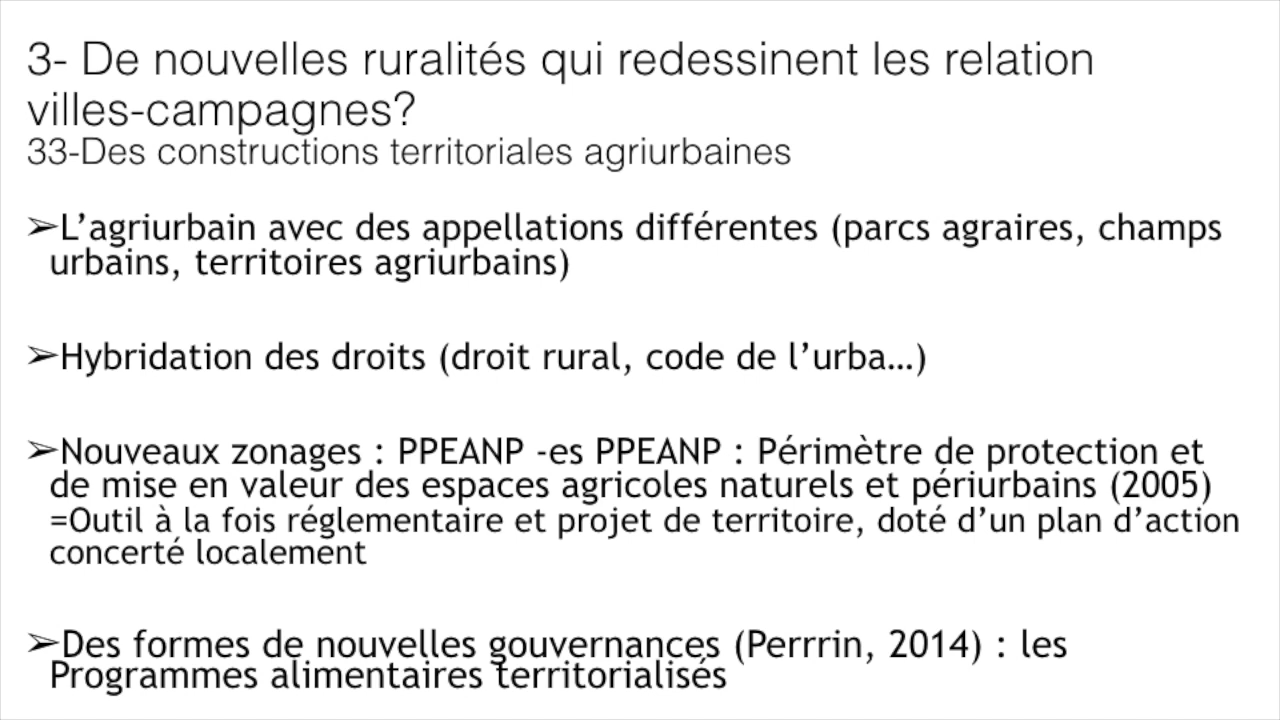 3- De nouvelles ruralités qui redessinent les relation
villes-campagnes?
33-Des constructions territoriales agriurbaines
➢L’agriurbain avec des appellations différentes (parcs agraires, champs
urbains, territoires agriurbains)
➢Hybridation des droits (droit rural, code de l’urba…)
➢Nouveaux zonages : PPEANP -es PPEANP : Périmètre de protection et
de mise en valeur des espaces agricoles naturels et périurbains (2005)
=Outil à la fois réglementaire et projet de territoire, doté d’un plan d’action
concerté localement
➢Des formes de nouvelles gouvernances (Perrrin, 2014) : les
Programmes alimentaires territorialisés